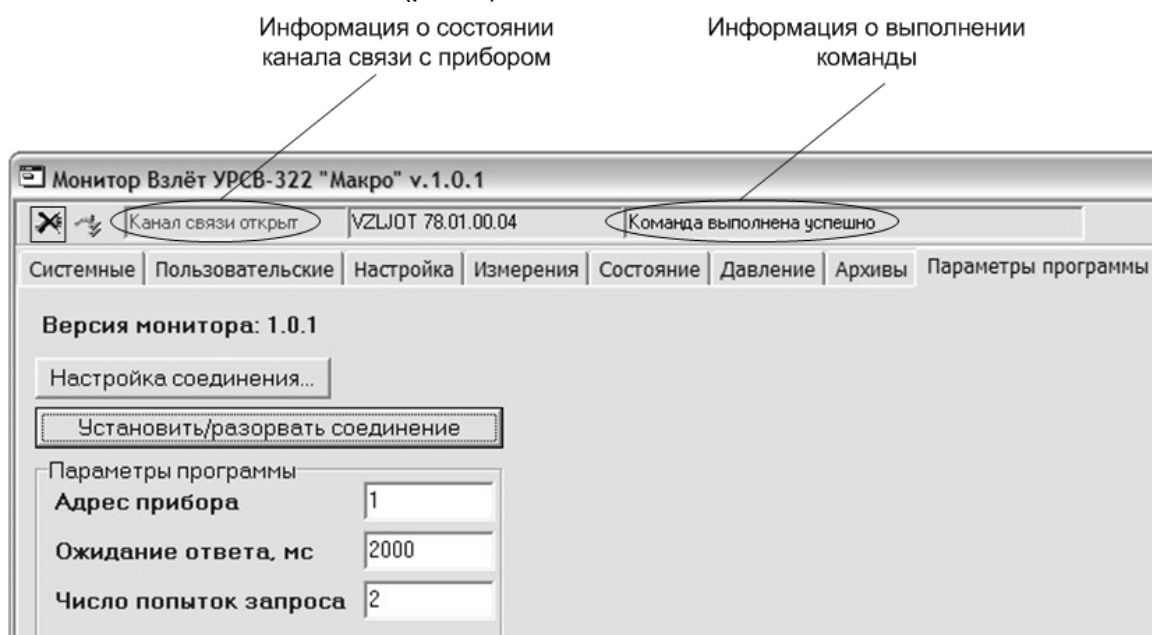 Информация о состоянии
канала связи с прибором
Информация о выполнении
команды
Монитор Взлёт УРСВ-322 "Макро" v.1.0.1
Канал связи открыт VZLJOT 78.01.00.04 Команда выполнена успешно
Системные Пользовательские Настройка Измерения Состояние Давление Архивы Параметры программы
Версия монитора: 1.0.1
Настройка соединения...
Установить/разорвать соединение
Параметры программы
Адрес прибора 1
Ожидание ответа, мс 2000
Число попыток запроса 2